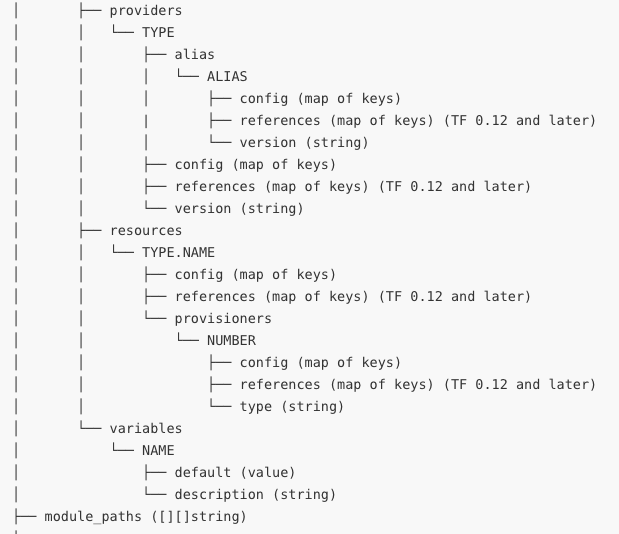 │       ├── providers
│       │   └── TYPE
│       │       ├── alias
│       │       │   └── ALIAS
│       │       |       ├── config (map of keys)
│       │       |       ├── references (map of keys) (TF 0.12 and later)
│       │       │       └── version (string)
│       │       ├── config (map of keys)
│       │       ├── references (map of keys) (TF 0.12 and later)
│       │       └── version (string)
│       ├── resources
│       │   └── TYPE.NAME
│       │       ├── config (map of keys)
│       │       ├── references (map of keys) (TF 0.12 and later)
│       │       └── provisioners
│       │           └── NUMBER
│       │               ├── config (map of keys)
│       │               ├── references (map of keys) (TF 0.12 and later)
│       │               └── type (string)
│       └── variables
│           └── NAME
│               ├── default (value)
│               └── description (string)
├── module_paths ([][]string)